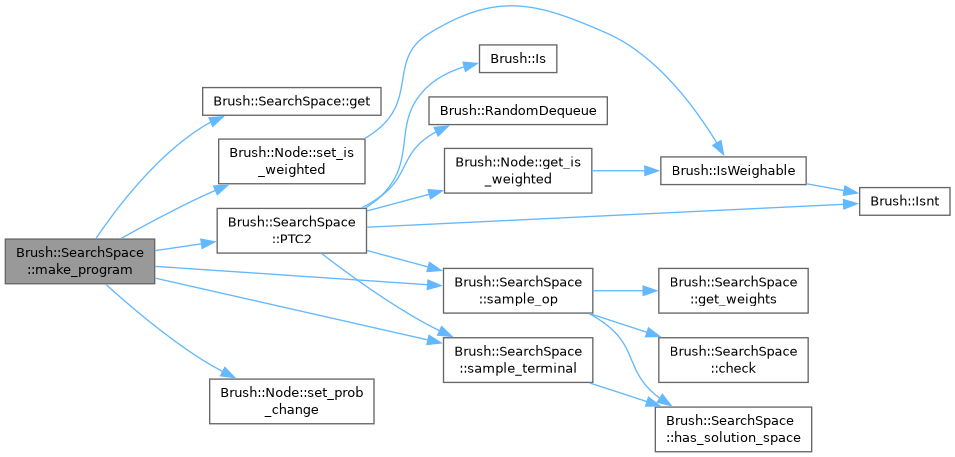 Brush::SearchSpace
::make_program
Brush::SearchSpace::get
Brush::Node::set_is
_weighted
Brush::SearchSpace
::PTC2
Brush::Node::set_prob
_change
Brush::Is
Brush::RandomDequeue
Brush::Node::get_is
_weighted
Brush::SearchSpace
::sample_op
Brush::SearchSpace
::sample_terminal
Brush::IsWeighable
Brush::SearchSpace
::get_weights
Brush::SearchSpace
::check
Brush::SearchSpace
::has_solution_space
Brush::Isnt